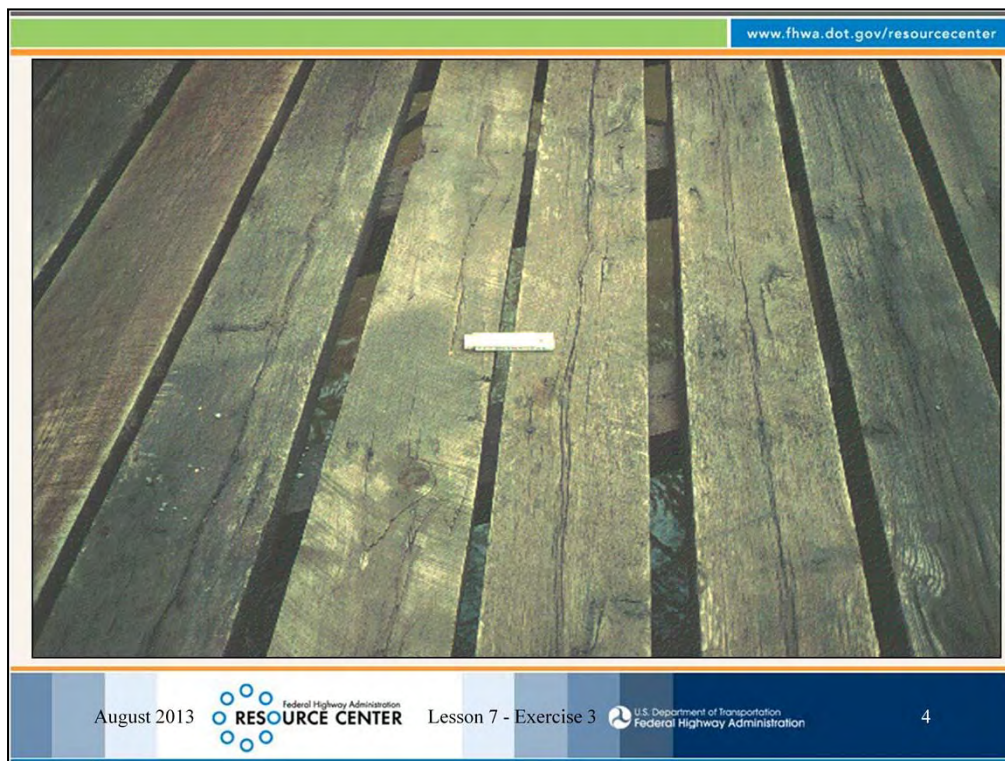 www.fhwa.dot.gov/resourcecenter
August 2013
Federal Highway Administration
RESOURCE CENTER
Lesson 7 - Exercise 3
U.S. Department of Transportation
Federal Highway Administration
4